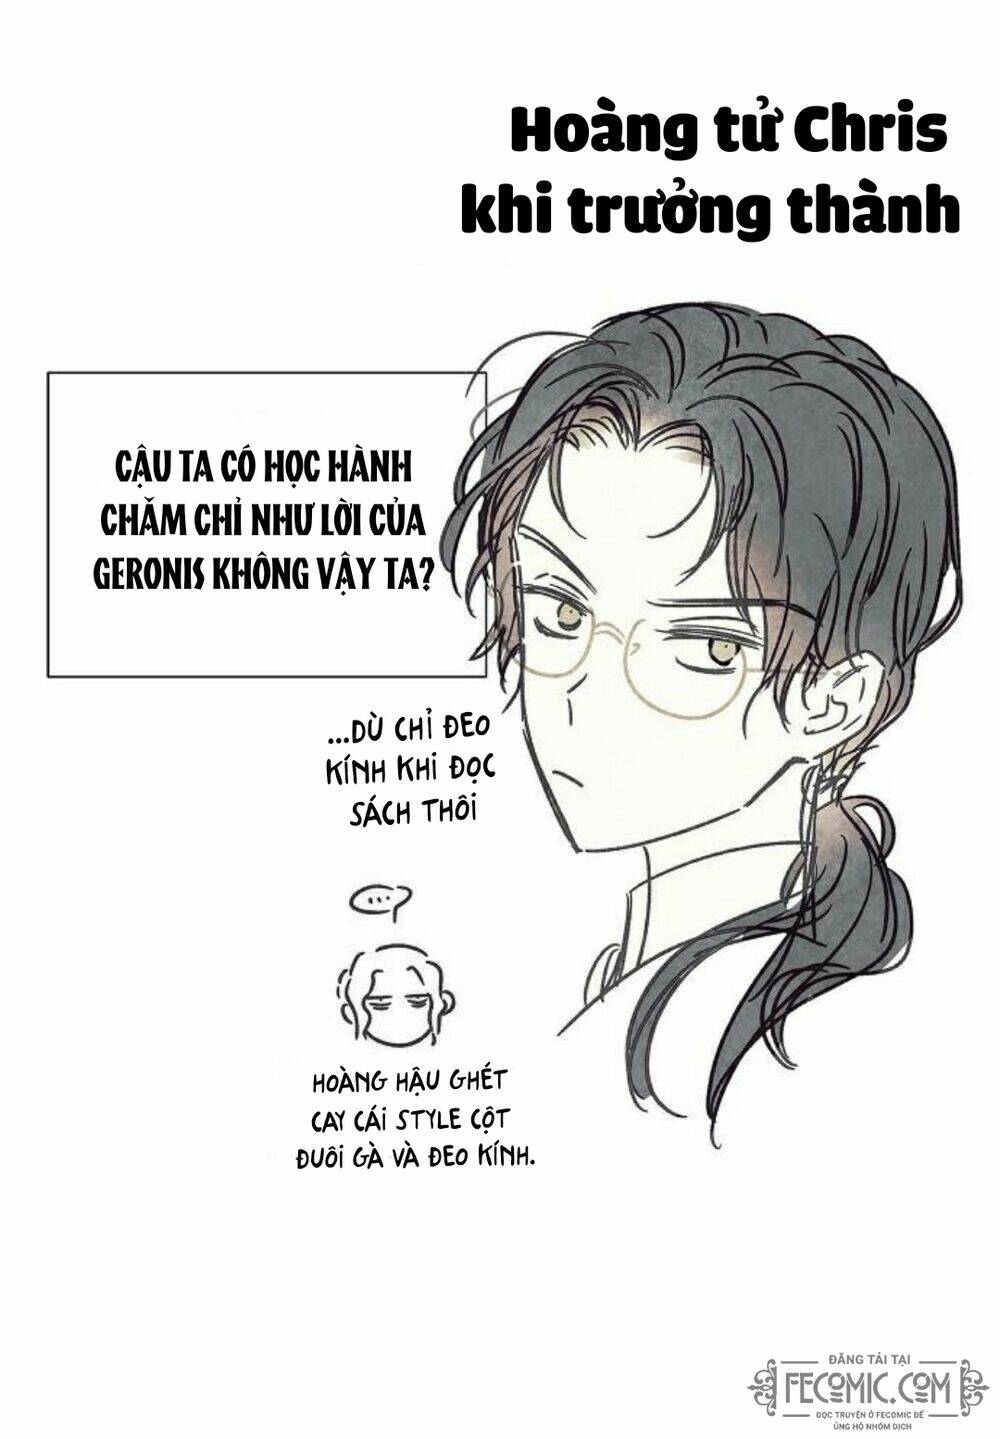 Hoàng tử Chris
khi trưởng thành
CẬU TA CÓ HỌC HÀNH
CHĂM CHỈ NHƯ LỜI CỦA
GERONIS KHÔNG VẬY TA?
...DÙ CHỈ ĐEO
KÍNH KHI ĐỌC
SÁCH THÔI
...
HOÀNG HẬU GHÉT
CAY CÁI STYLE CỘT
ĐUÔI GÀ VÀ ĐEO KÍNH.
ĐĂNG TẢI TẠI
FECOMIC.COM
ĐỌC TRUYỆN Ở FECOMIC ĐỂ
ỦNG HỘ NHÓM DỊCH